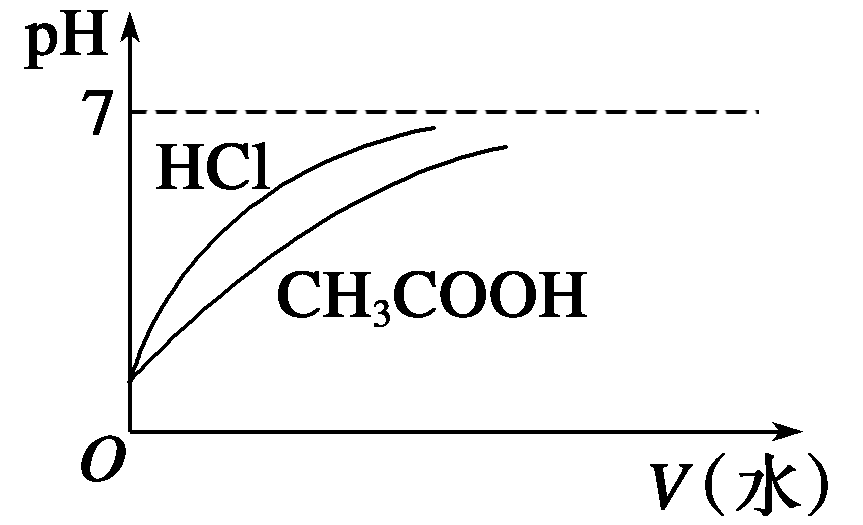 pH
7
HCl
CH₃COOH
O
V(水)